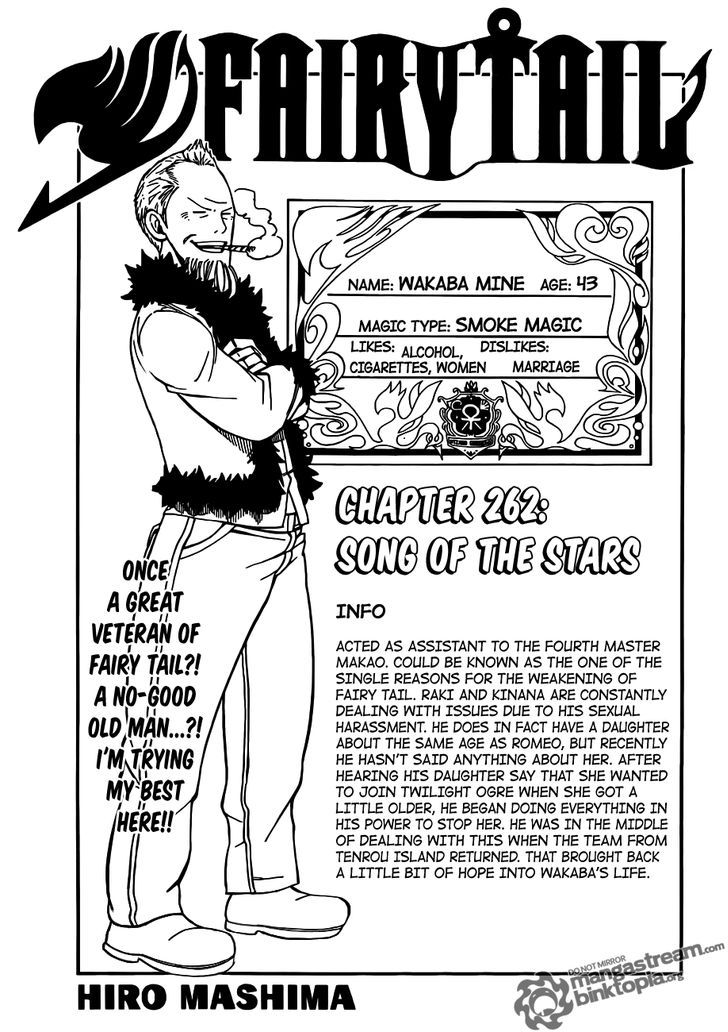 FAIRY TAIL
NAME: WAKABA MINE AGE: 43
MAGIC TYPE: SMOKE MAGIC
LIKES: ALCOHOL, CIGARETTES, WOMEN
DISLIKES: MARRIAGE
CHAPTER 262:
SONG OF THE STARS
ONCE
A GREAT
VETERAN OF
FAIRY TAIL?!
A NO-GOOD
OLD MAN...?!
I'M TRYING
MY BEST
HERE!!
INFO
ACTED AS ASSISTANT TO THE FOURTH MASTER
MAKAO. COULD BE KNOWN AS THE ONE OF THE
SINGLE REASONS FOR THE WEAKENING OF
FAIRY TAIL. RAKI AND KINANA ARE CONSTANTLY
DEALING WITH ISSUES DUE TO HIS SEXUAL
HARASSMENT. HE DOES IN FACT HAVE A DAUGHTER
ABOUT THE SAME AGE AS ROMEO, BUT RECENTLY
HE HASN'T SAID ANYTHING ABOUT HER. AFTER
HEARING HIS DAUGHTER SAY THAT SHE WANTED
TO JOIN TWILIGHT OGRE WHEN SHE GOT A
LITTLE OLDER, HE BEGAN DOING EVERYTHING IN
HIS POWER TO STOP HER. HE WAS IN THE MIDDLE
OF DEALING WITH THIS WHEN THE TEAM FROM
TENROU ISLAND RETURNED. THAT BROUGHT BACK
A LITTLE BIT OF HOPE INTO WAKABA'S LIFE.
HIRO MASHIMA
DO NOT MIRROR
mangastream.com
binktopia.org